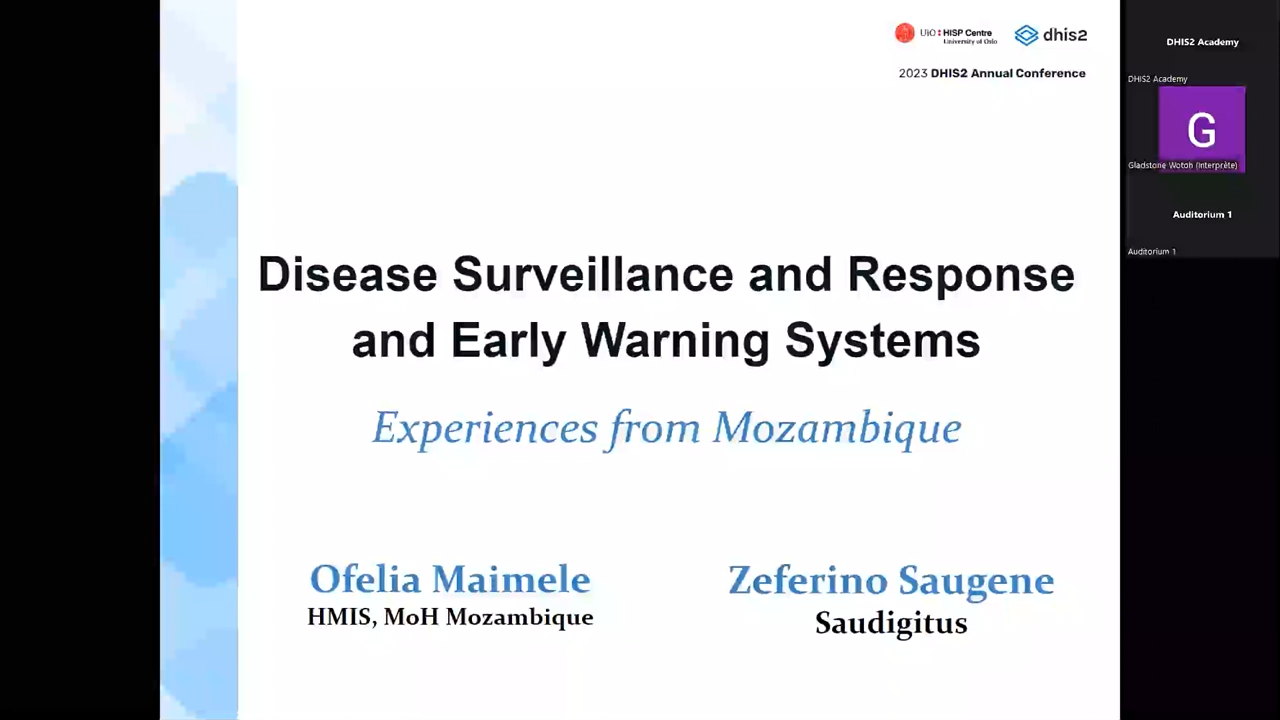 UiO : HISP Centre
University of Oslo
dhis2
2023 DHIS2 Annual Conference
Disease Surveillance and Response
and Early Warning Systems
Experiences from Mozambique
Ofelia Maimele
HMIS, MoH Mozambique
Zeferino Saugene
Saudigitus
DHIS2 Academy
DHIS2 Academy
G
Gladstone Wotoh (Interprète)
Auditorium 1
Auditorium 1